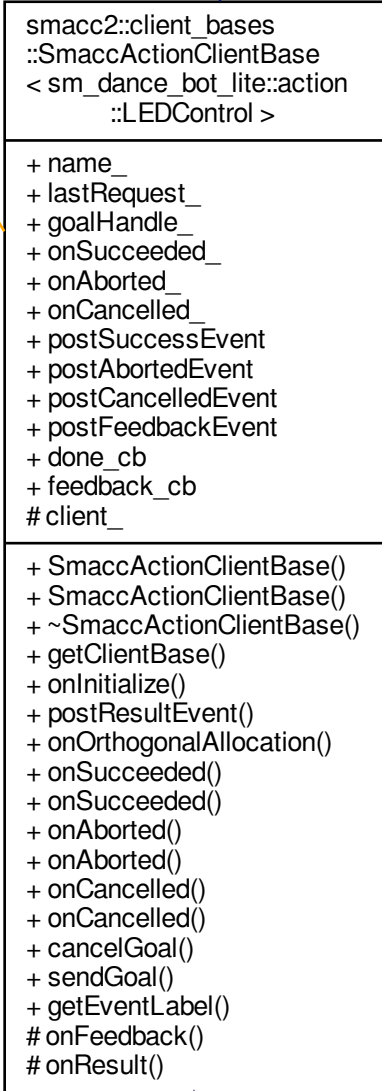 smacc2::client_bases
::SmaccActionClientBase
< sm_dance_bot_lite::action
::LEDControl >
+ name_
+ lastRequest_
+ goalHandle_
+ onSucceeded_
+ onAborted_
+ onCancelled_
+ postSuccessEvent
+ postAbortedEvent
+ postCancelledEvent
+ postFeedbackEvent
+ done_cb
+ feedback_cb
# client_
+ SmaccActionClientBase()
+ SmaccActionClientBase()
+ ~SmaccActionClientBase()
+ getClientBase()
+ onInitialize()
+ postResultEvent()
+ onOrthogonalAllocation()
+ onSucceeded()
+ onSucceeded()
+ onAborted()
+ onAborted()
+ onCancelled()
+ onCancelled()
+ cancelGoal()
+ sendGoal()
+ getEventLabel()
# onFeedback()
# onResult()